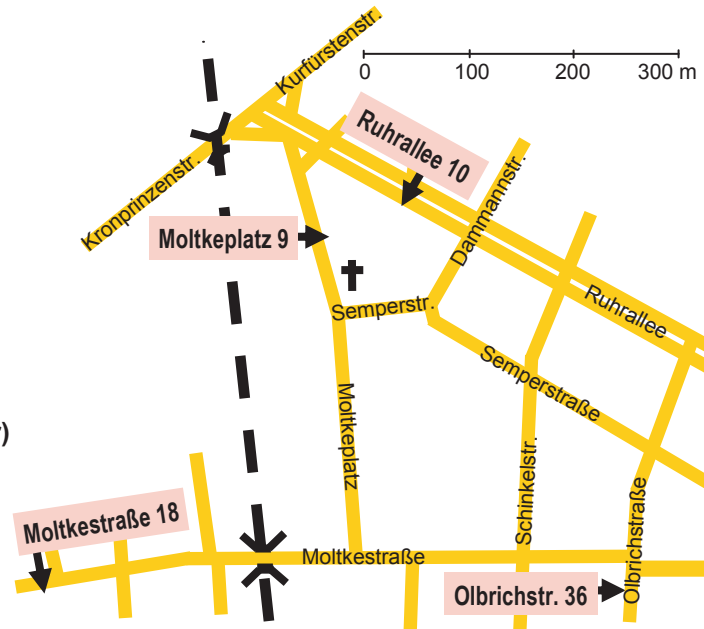 Kurfürstenstr.
0 100 200 300 m
Ruhrallee 10
Kronprinzenstr.
Dammannstr.
Moltkeplatz 9
Semperstr.
Ruhrallee
Semperstraße
Moltkeplatz
)
Schinkelstr.
Moltkestraße 18
Olbrichstraße
Moltkestraße
Olbrichstr. 36